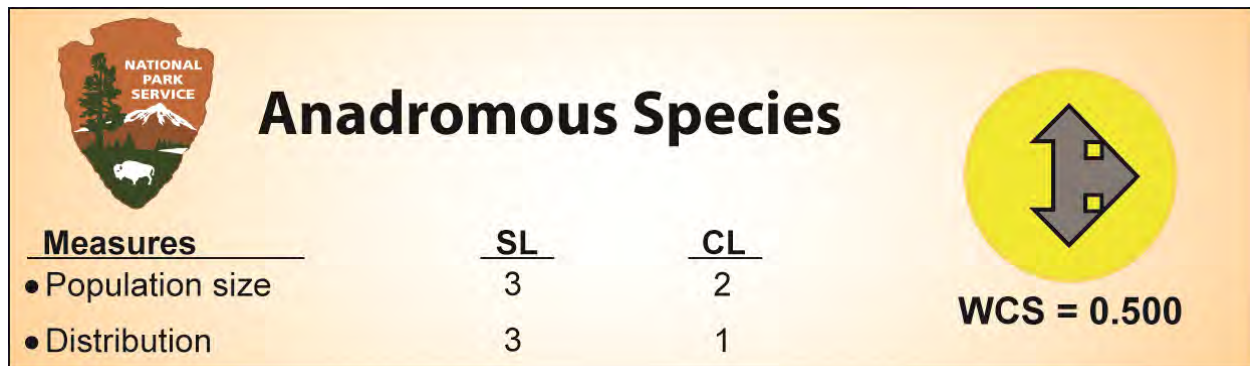 NATIONAL
PARK
SERVICE
Anadromous Species
Measures SL CL
• Population size 3 2
• Distribution 3 1
WCS = 0.500